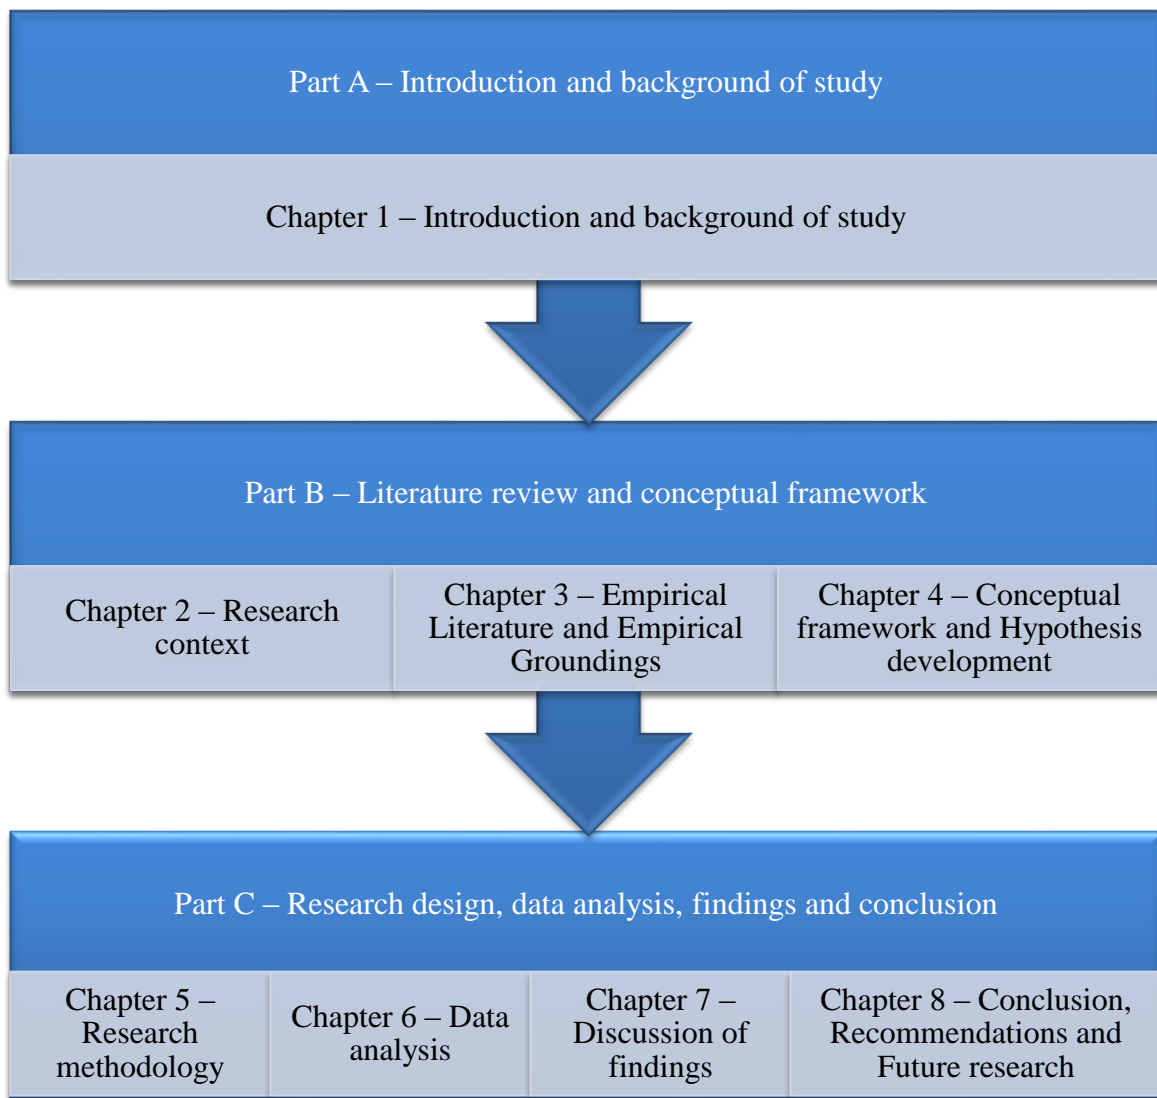 Part A – Introduction and background of study
Chapter 1 – Introduction and background of study
Part B – Literature review and conceptual framework
Chapter 2 – Research
context
Chapter 3 – Empirical
Literature and Empirical
Groundings
Chapter 4 – Conceptual
framework and Hypothesis
development
Part C – Research design, data analysis, findings and conclusion
Chapter 5 –
Research
methodology
Chapter 6 – Data
analysis
Chapter 7 –
Discussion of
findings
Chapter 8 – Conclusion,
Recommendations and
Future research